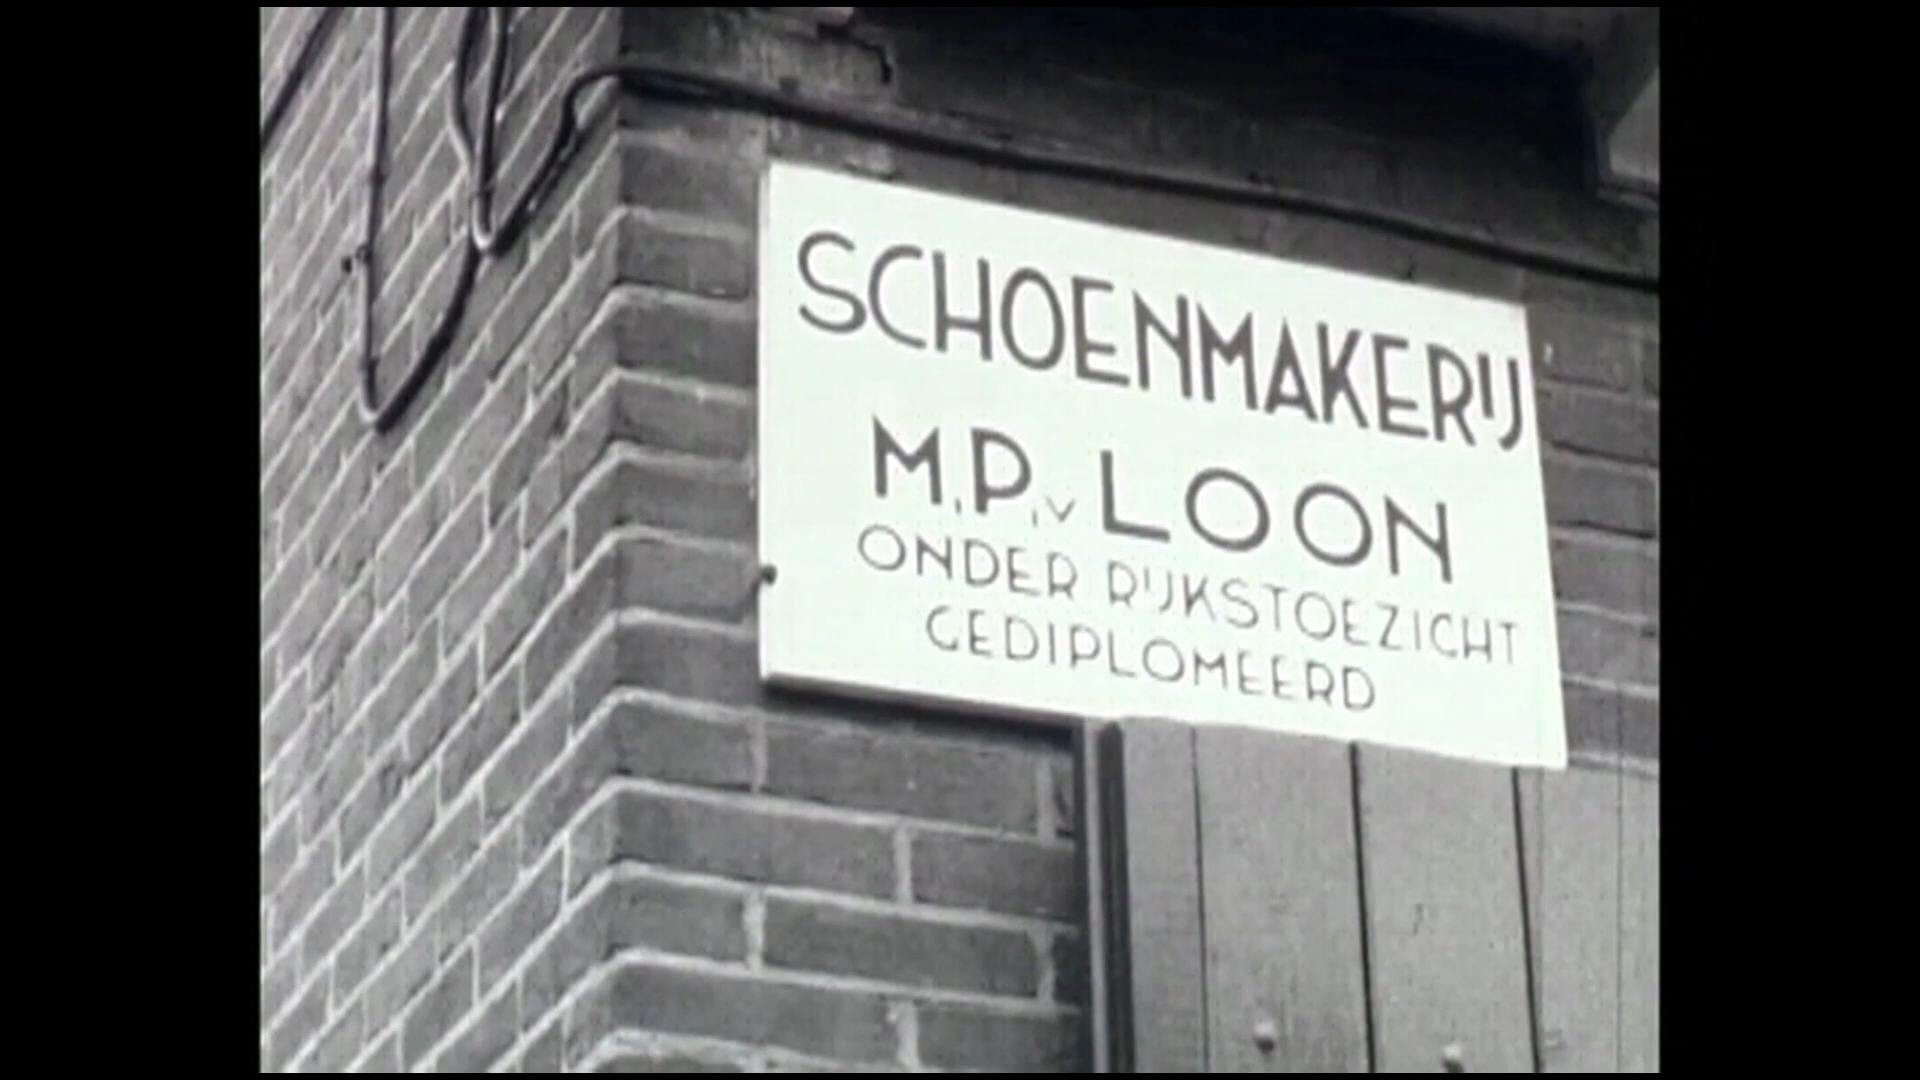 SCHOENMAKERIJ
M.P. v LOON
ONDER RIJKSTOEZICHT
GEDIPLOMEERD